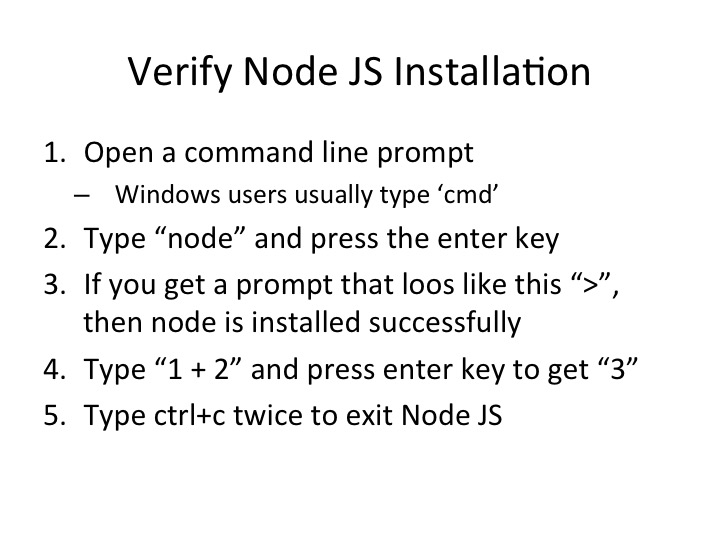 Verify Node JS Installation
1. Open a command line prompt
– Windows users usually type ‘cmd’
2. Type “node” and press the enter key
3. If you get a prompt that loos like this “>”,
then node is installed successfully
4. Type “1 + 2” and press enter key to get “3”
5. Type ctrl+c twice to exit Node JS